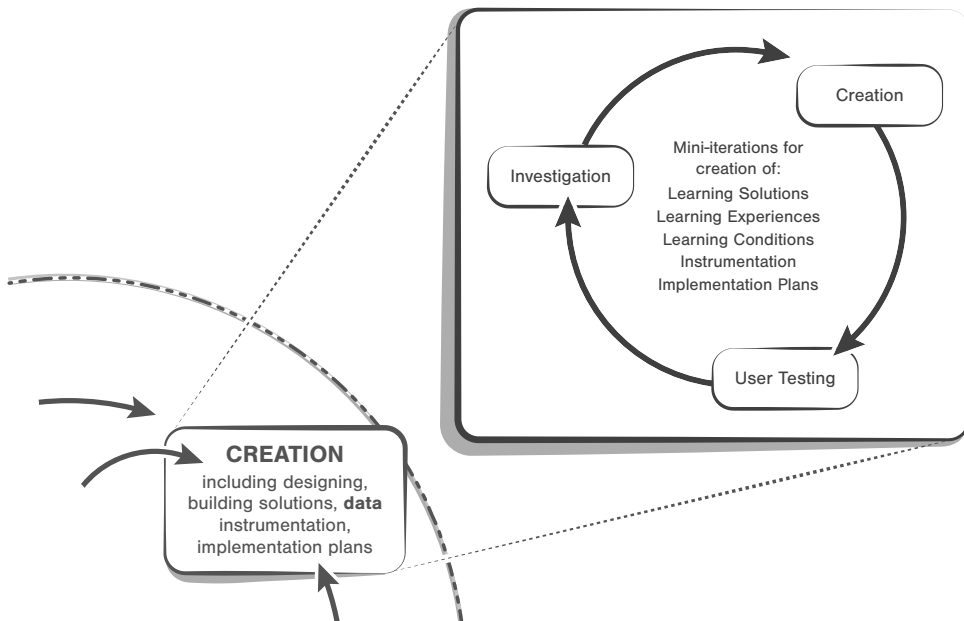 Creation
Investigation
Mini-iterations for
creation of:
Learning Solutions
Learning Experiences
Learning Conditions
Instrumentation
Implementation Plans
User Testing
CREATION
including designing,
building solutions, data
instrumentation,
implementation plans